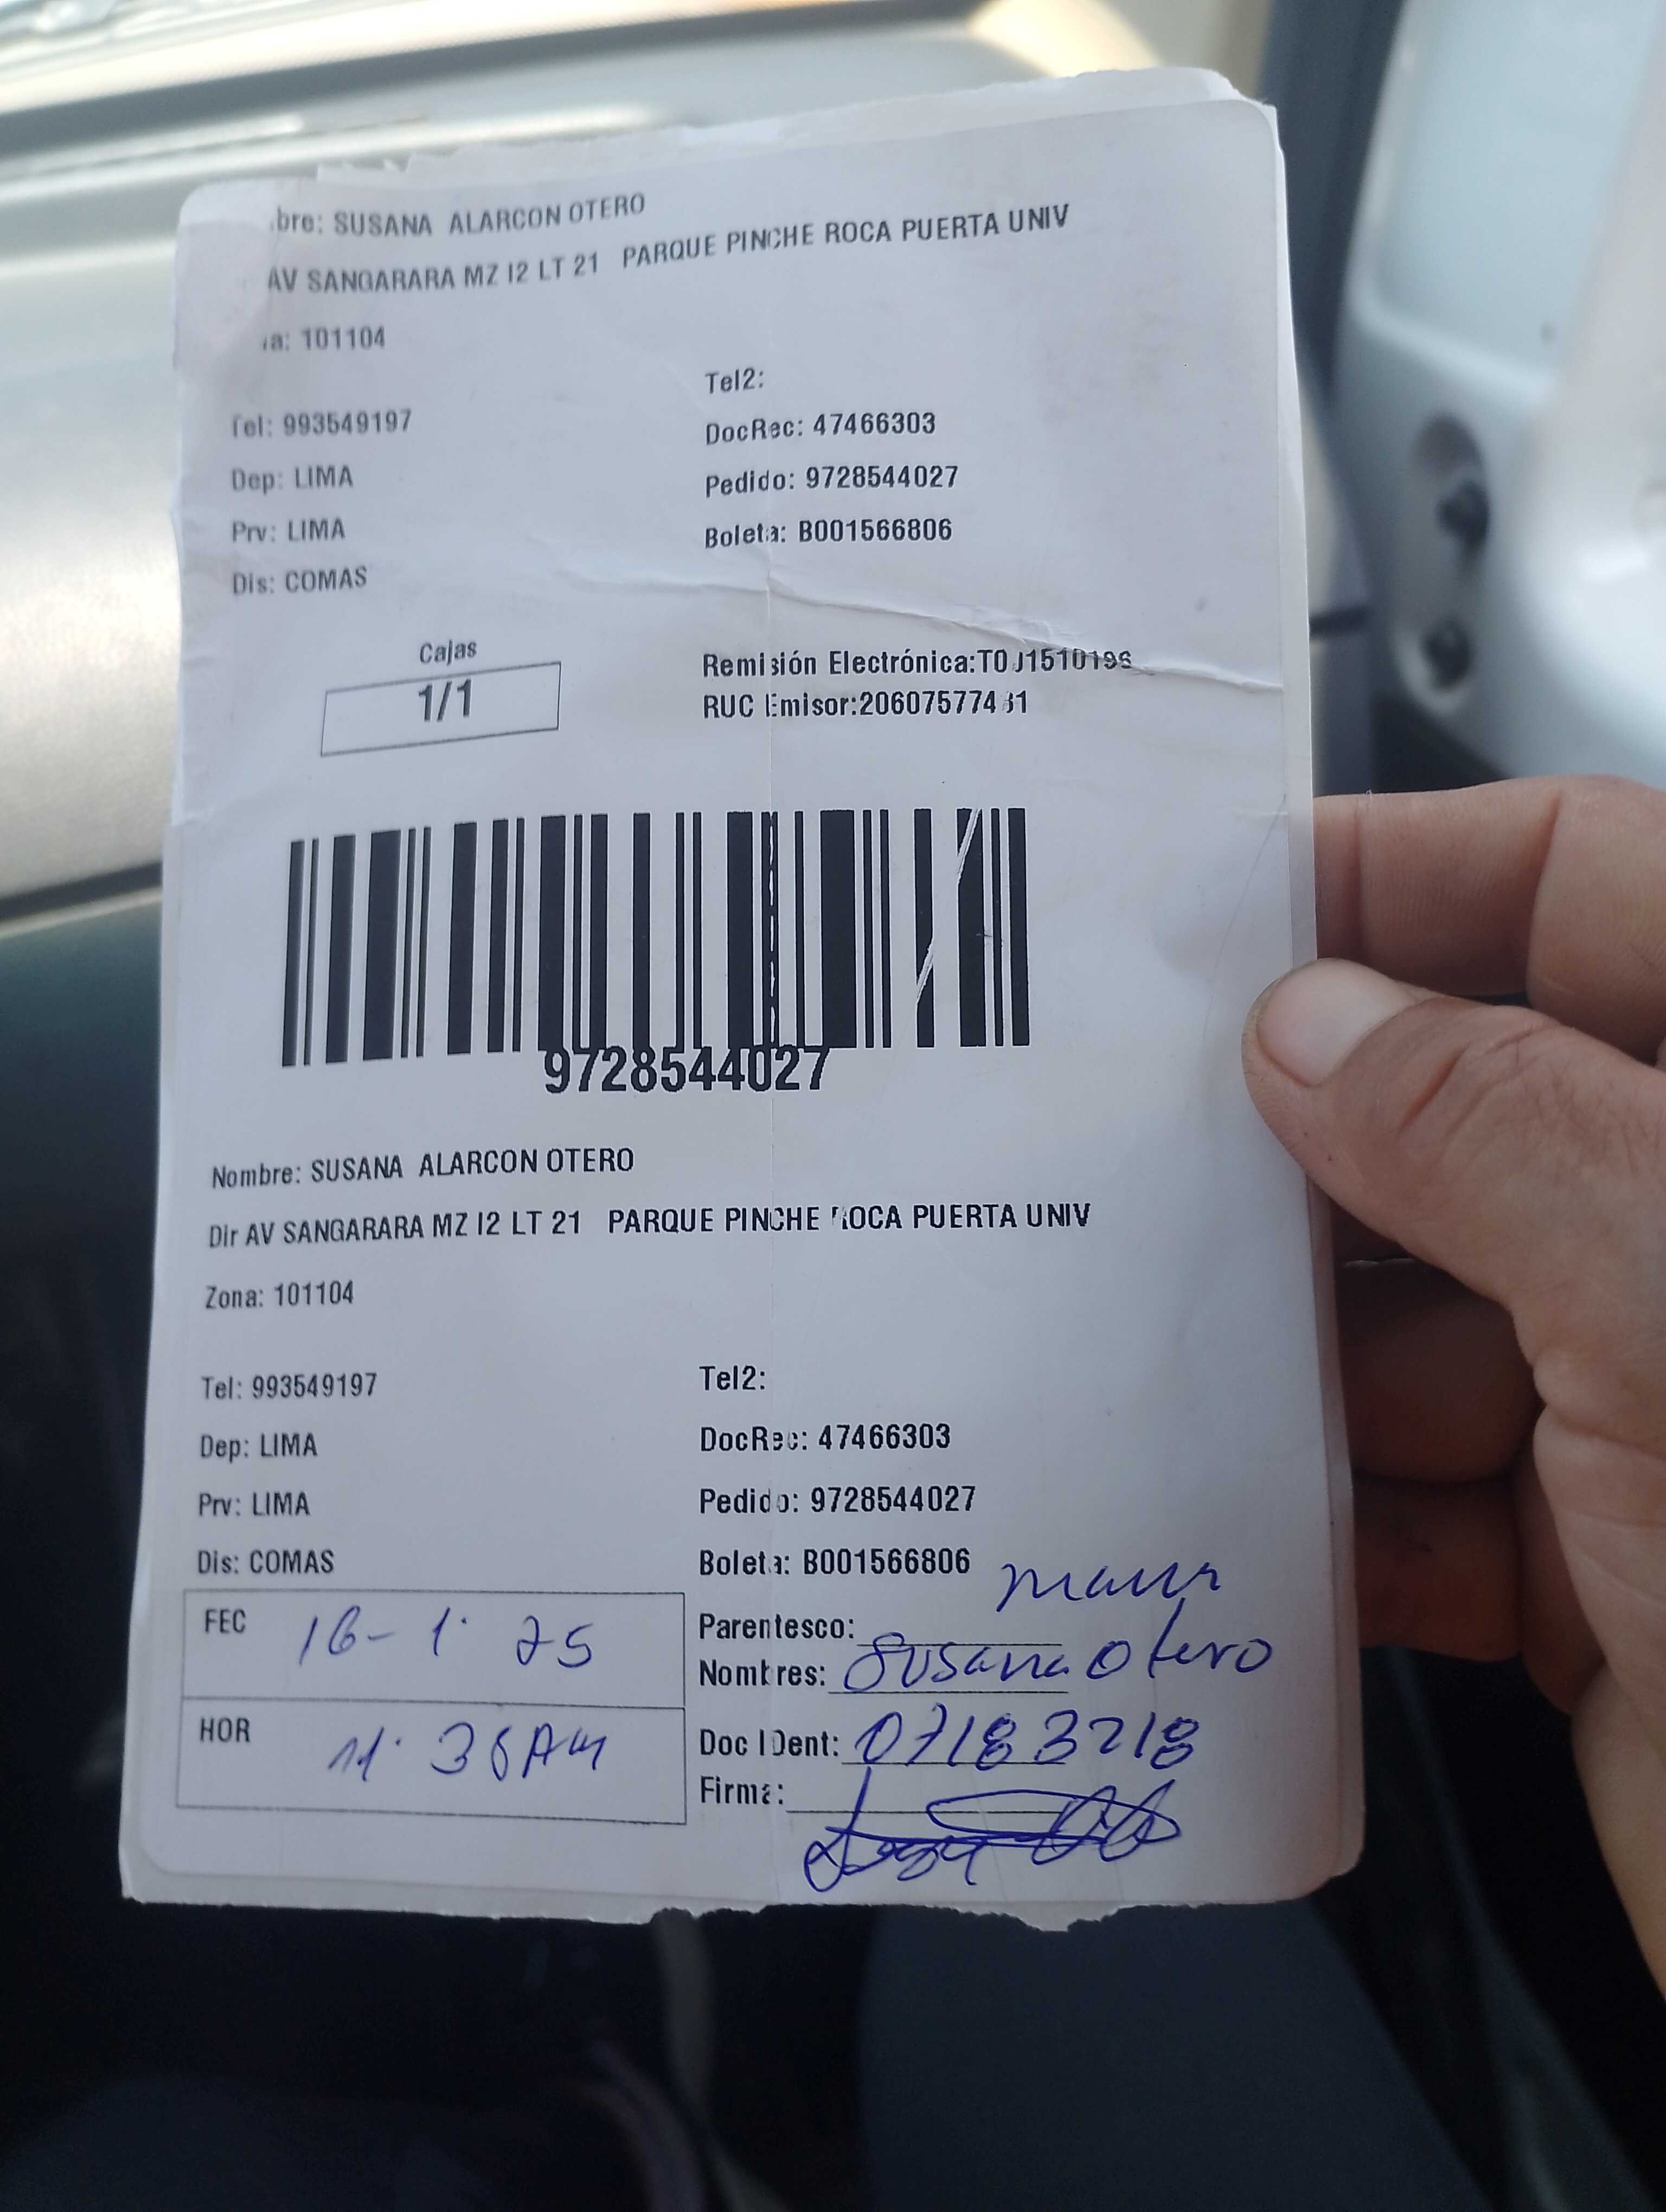 bre: SUSANA ALARCON OTERO
AV SANGARARA MZ I2 LT 21 PARQUE PINCHE ROCA PUERTA UNIV
a: 101104
Tel2:
Tel: 993549197 DocRec: 47466303
Dep: LIMA Pedido: 9728544027
Prv: LIMA Boleta: B001566806
Dis: COMAS
Cajas
1/1
Remisión Electrónica:
RUC Emisor:
9728544027
Nombre: SUSANA ALARCON OTERO
Dir AV SANGARARA MZ I2 LT 21 PARQUE PINCHE ROCA PUERTA UNIV
Zona: 101104
Tel: 993549197 Tel2:
Dep: LIMA DocRec: 47466303
Prv: LIMA Pedido: 9728544027
Dis: COMAS Boleta: B001566806
FEC 16-1-25 Parentesco:
Nombres: Susana Otero
HOR Doc IDent: 07183218
Firma: